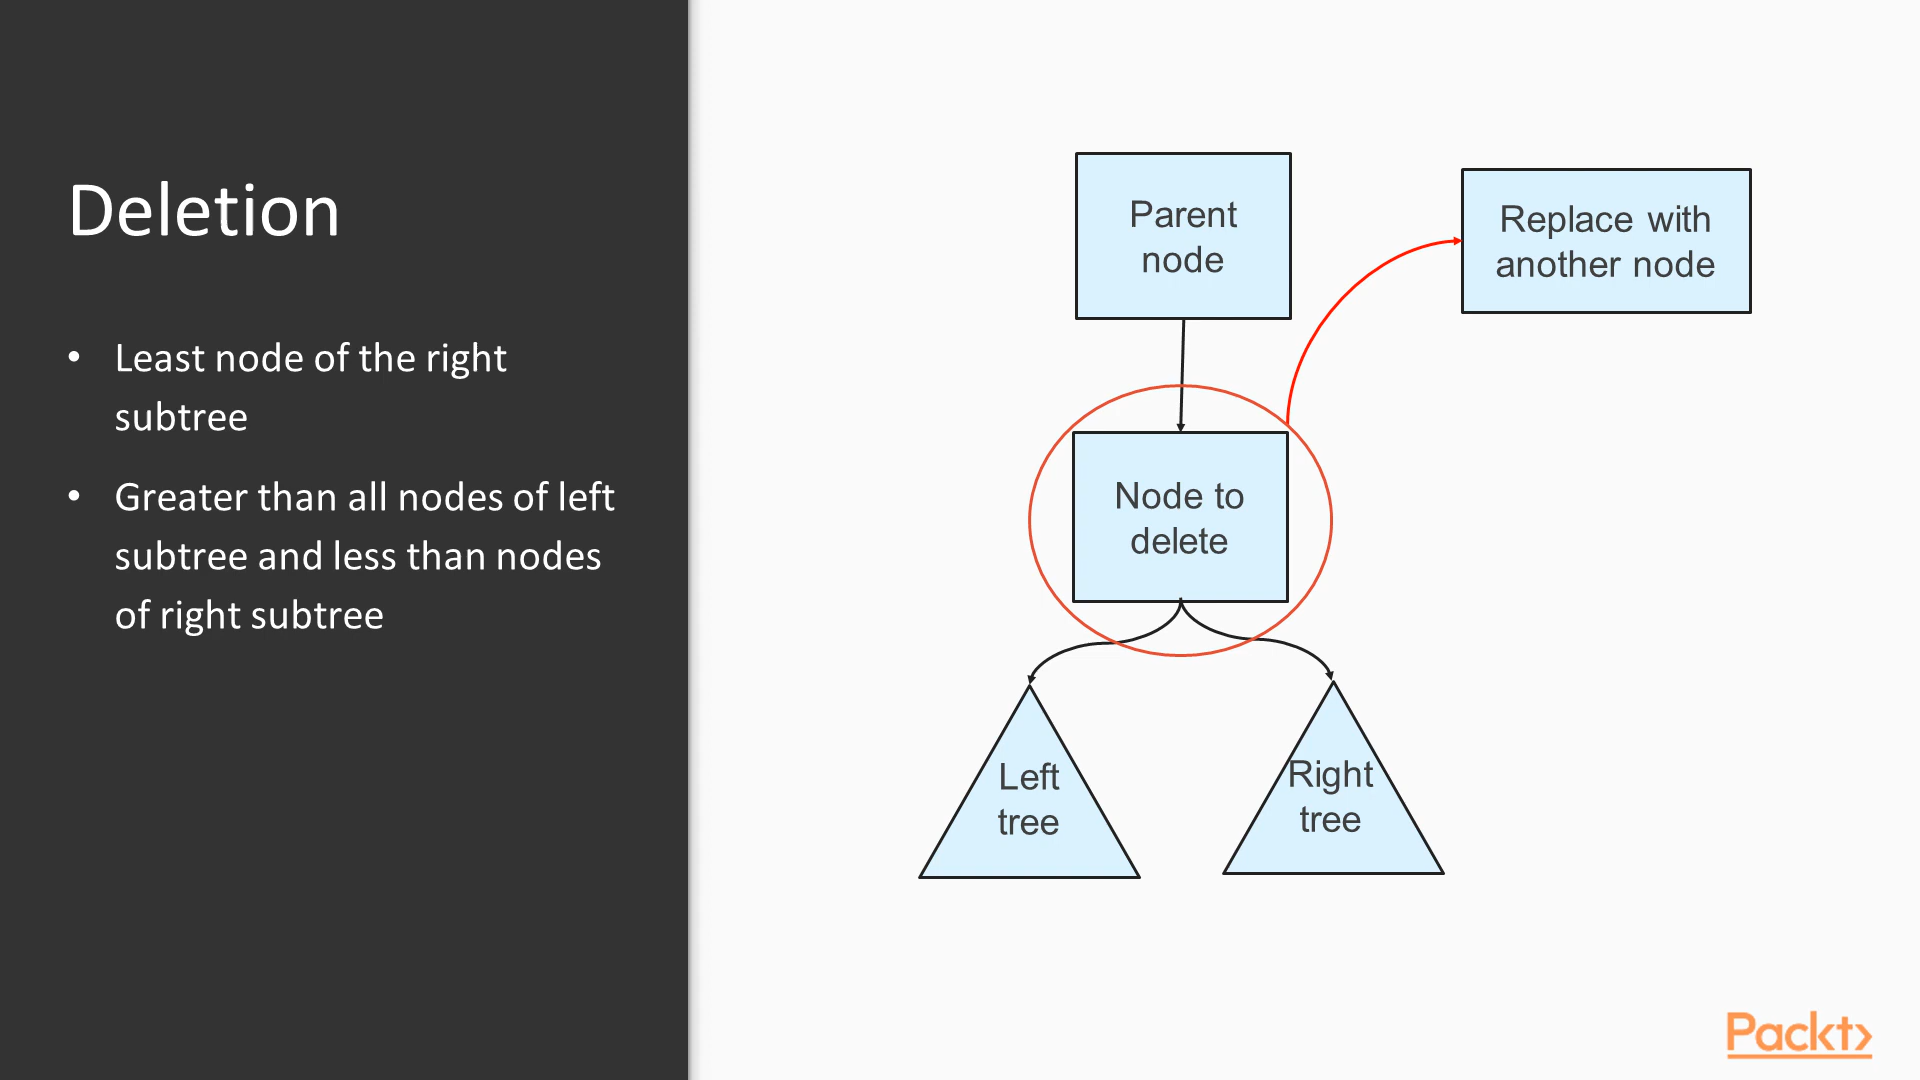 Deletion
• Least node of the right
subtree
• Greater than all nodes of left
subtree and less than nodes
of right subtree
Parent
node
Replace with
another node
Node to
delete
Left
tree
Right
tree
Packt>